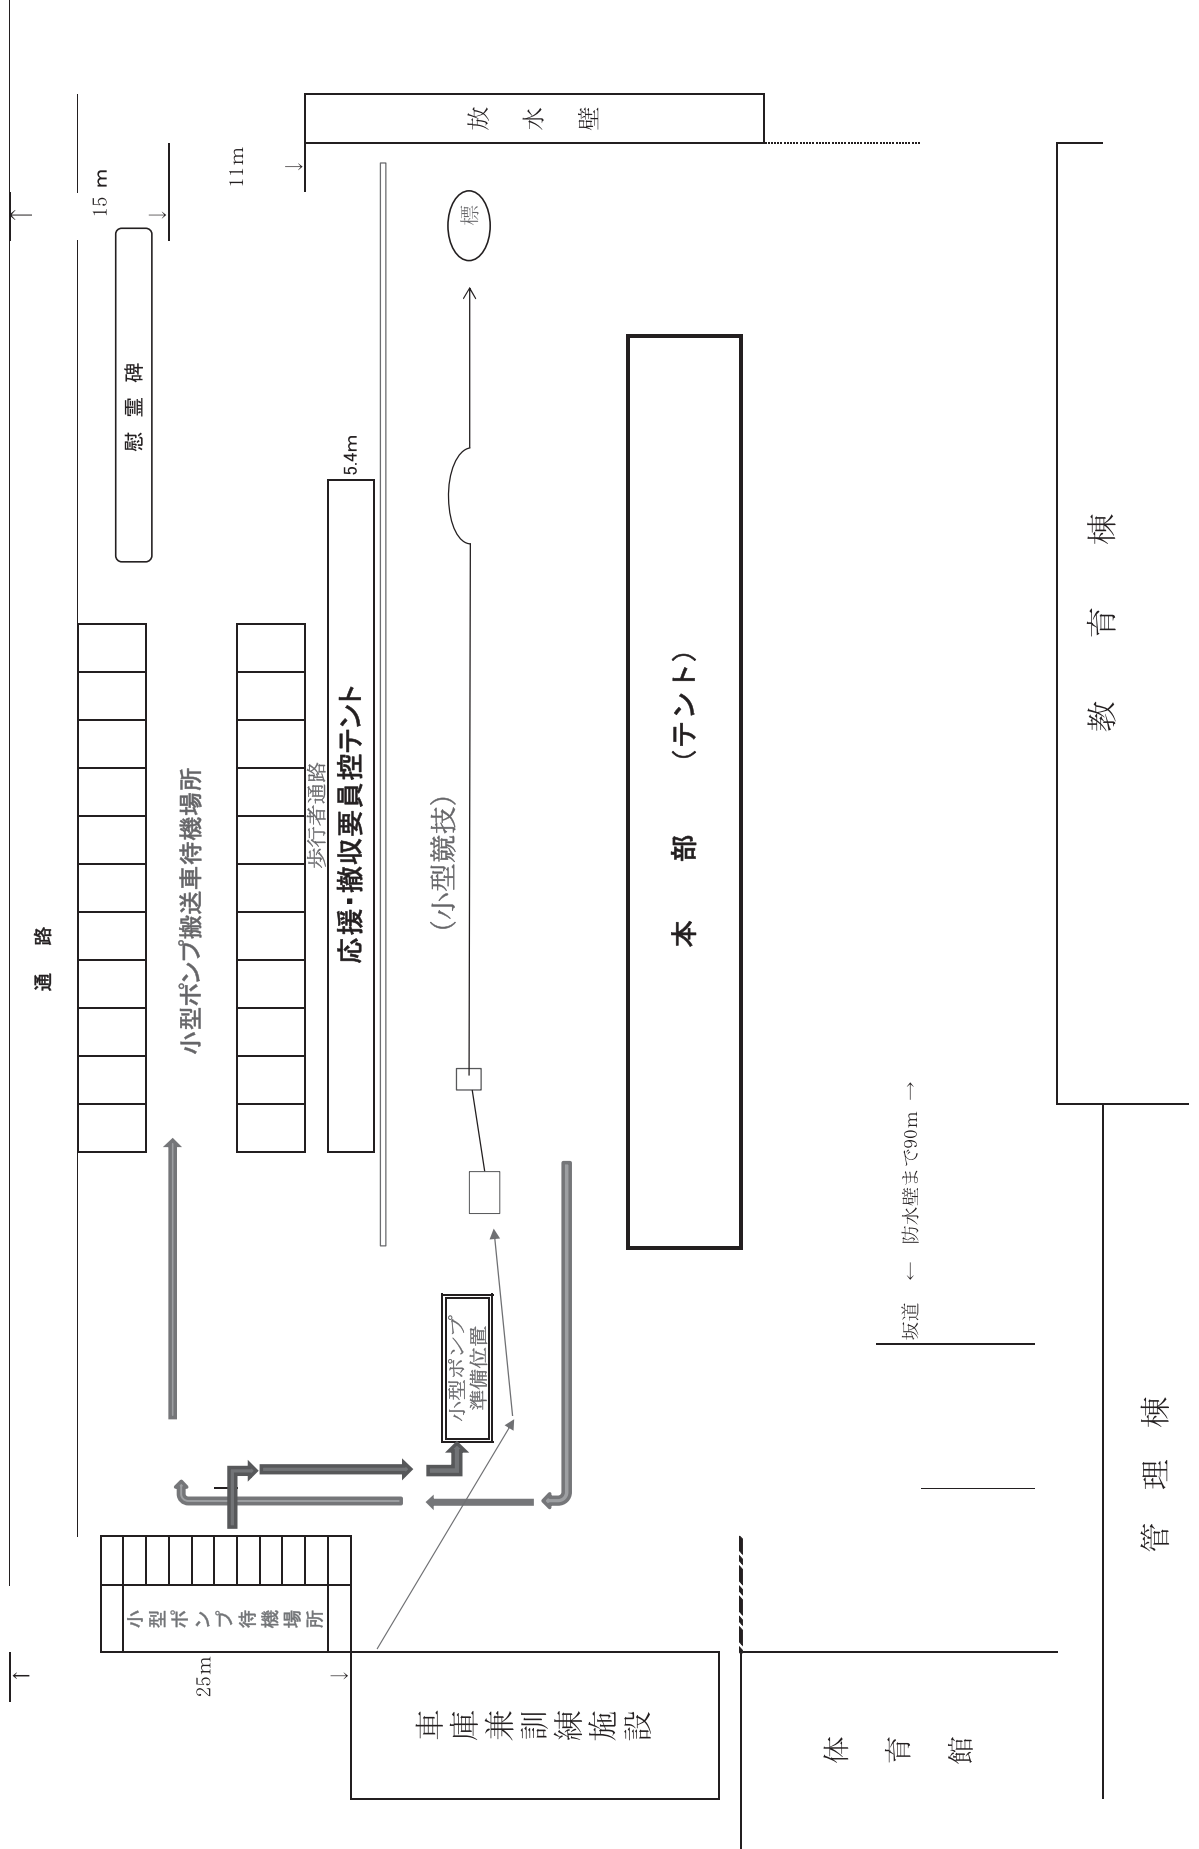 通　路
15 m
慰霊碑
11m
小型ポンプ搬送車待機場所
歩行者通路
応援・撤収要員控テント
5.4m
放　水　壁
標
(小型競技)
小型ポンプ
準備位置
本　部　(テント)
小型ポンプ待機場所
25m
車庫兼訓練施設
体　育　館
坂道　←　防水壁まで90m　→
教　育　棟
管　理　棟